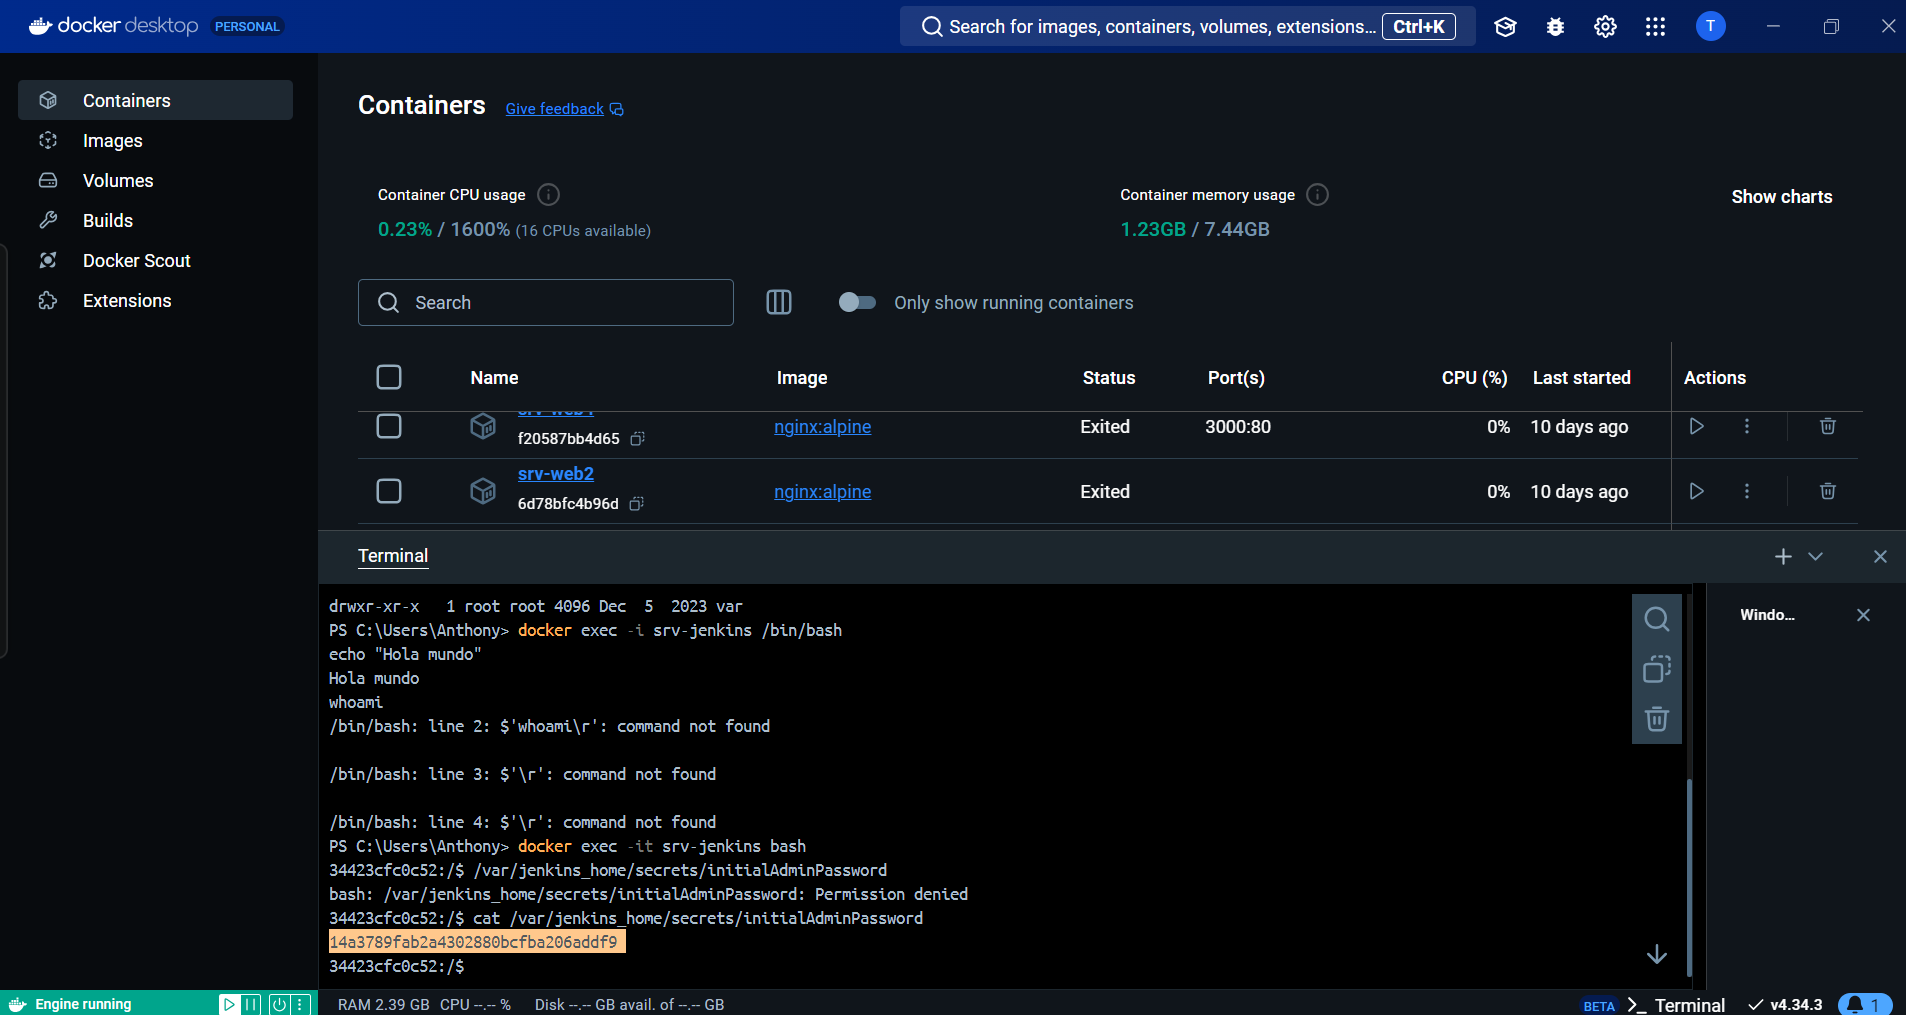 docker desktop PERSONAL
Search for images, containers, volumes, extensions... Ctrl+K
T
Containers
Images
Volumes
Builds
Docker Scout
Extensions
Containers Give feedback
Container CPU usage
0.23% / 1600% (16 CPUs available)
Container memory usage
1.23GB / 7.44GB
Show charts
Search
Only show running containers
Name Image Status Port(s) CPU (%) Last started Actions
srv-web1
f20587bb4d65 nginx:alpine Exited 3000:80 0% 10 days ago
srv-web2
6d78bfc4b96d nginx:alpine Exited 0% 10 days ago
Terminal
Windo...
drwxr-xr-x 1 root root 4096 Dec 5 2023 var
PS C:\Users\Anthony> docker exec -i srv-jenkins /bin/bash
echo "Hola mundo"
Hola mundo
whoami
/bin/bash: line 2: $'whoami\r': command not found
/bin/bash: line 3: $'\r': command not found
/bin/bash: line 4: $'\r': command not found
PS C:\Users\Anthony> docker exec -it srv-jenkins bash
34423cfc0c52:/$ /var/jenkins_home/secrets/initialAdminPassword
bash: /var/jenkins_home/secrets/initialAdminPassword: Permission denied
34423cfc0c52:/$ cat /var/jenkins_home/secrets/initialAdminPassword
14a3789fab2a4302880bcfba206addf9
34423cfc0c52:/$
Engine running
RAM 2.39 GB CPU --.-- % Disk --.-- GB avail. of --.-- GB
BETA >_ Terminal v4.34.3 1